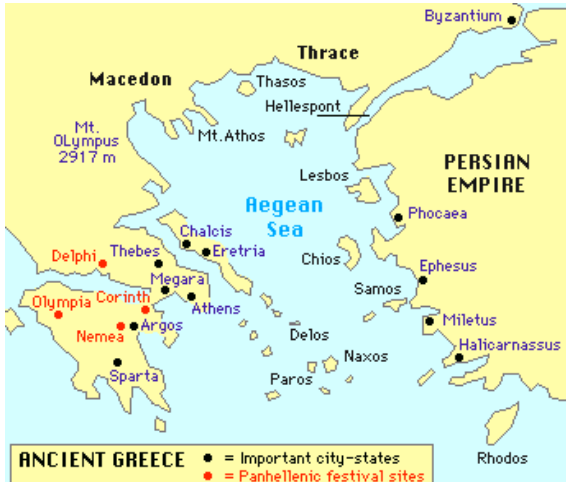 Byzantium
Thrace
Macedon
Thasos
Hellespont
Mt.
OLympus
2917 m
Mt. Athos
PERSIAN
EMPIRE
Lesbos
Aegean
Sea
Phocaea
Chalcis
Thebes
Eretria
Delphi
Chios
Megara
Ephesus
Samos
Olympia
Corinth
Athens
Nemea
Argos
Miletus
Delos
Halicarnassus
Naxos
Sparta
Paros
Rhodos
ANCIENT GREECE
= Important city-states
= Panhellenic festival sites